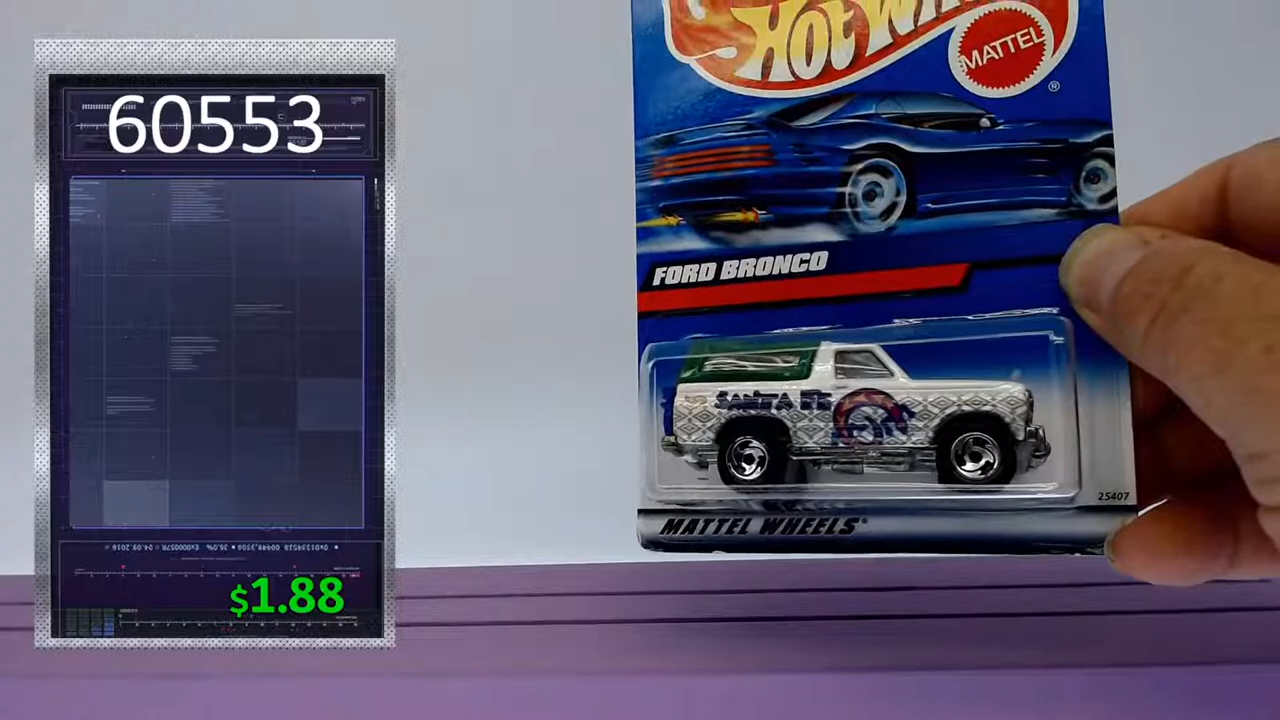 60553
$1.88
HOT WHEELS
MATTEL
®
FORD BRONCO
SANTA FE
25407
MATTEL WHEELS®